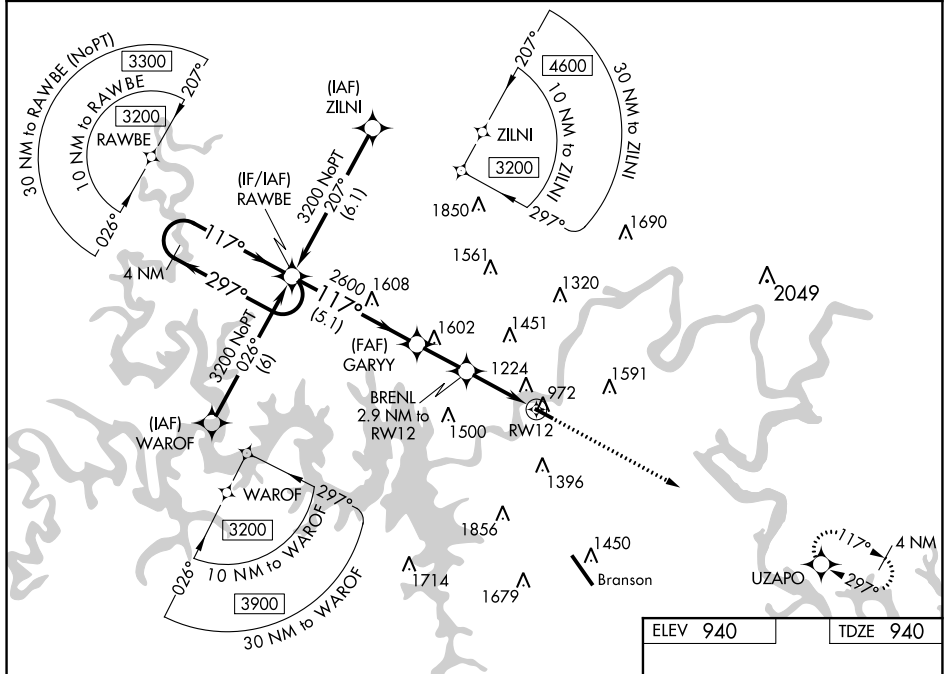 30 NM to RAWBE (NoPT)
3300
207°
10 NM to RAWBE
3200
RAWBE
026°
(IAF)
ZILNI
3200 NoPT
207°
(6.1)
(IF/IAF)
RAWBE
117°
4 NM
297°
2600
117°
(5.1)
3200 NoPT
026°
(6)
(IAF)
WAROF
(FAF)
GARYY
BRENL
2.9 NM to
RW12
RW12
207°
4600
30 NM to ZILNI
10 NM to ZILNI
ZILNI
3200
297°
1850
1690
1561
1320
2049
1608
1602
1451
1224
972
1591
1500
1396
1856
1450
1714
1679
Branson
WAROF
297°
3200
026°
10 NM to WAROF
3900
30 NM to WAROF
117°
4 NM
UZAPO
297°
ELEV 940
TDZE 940